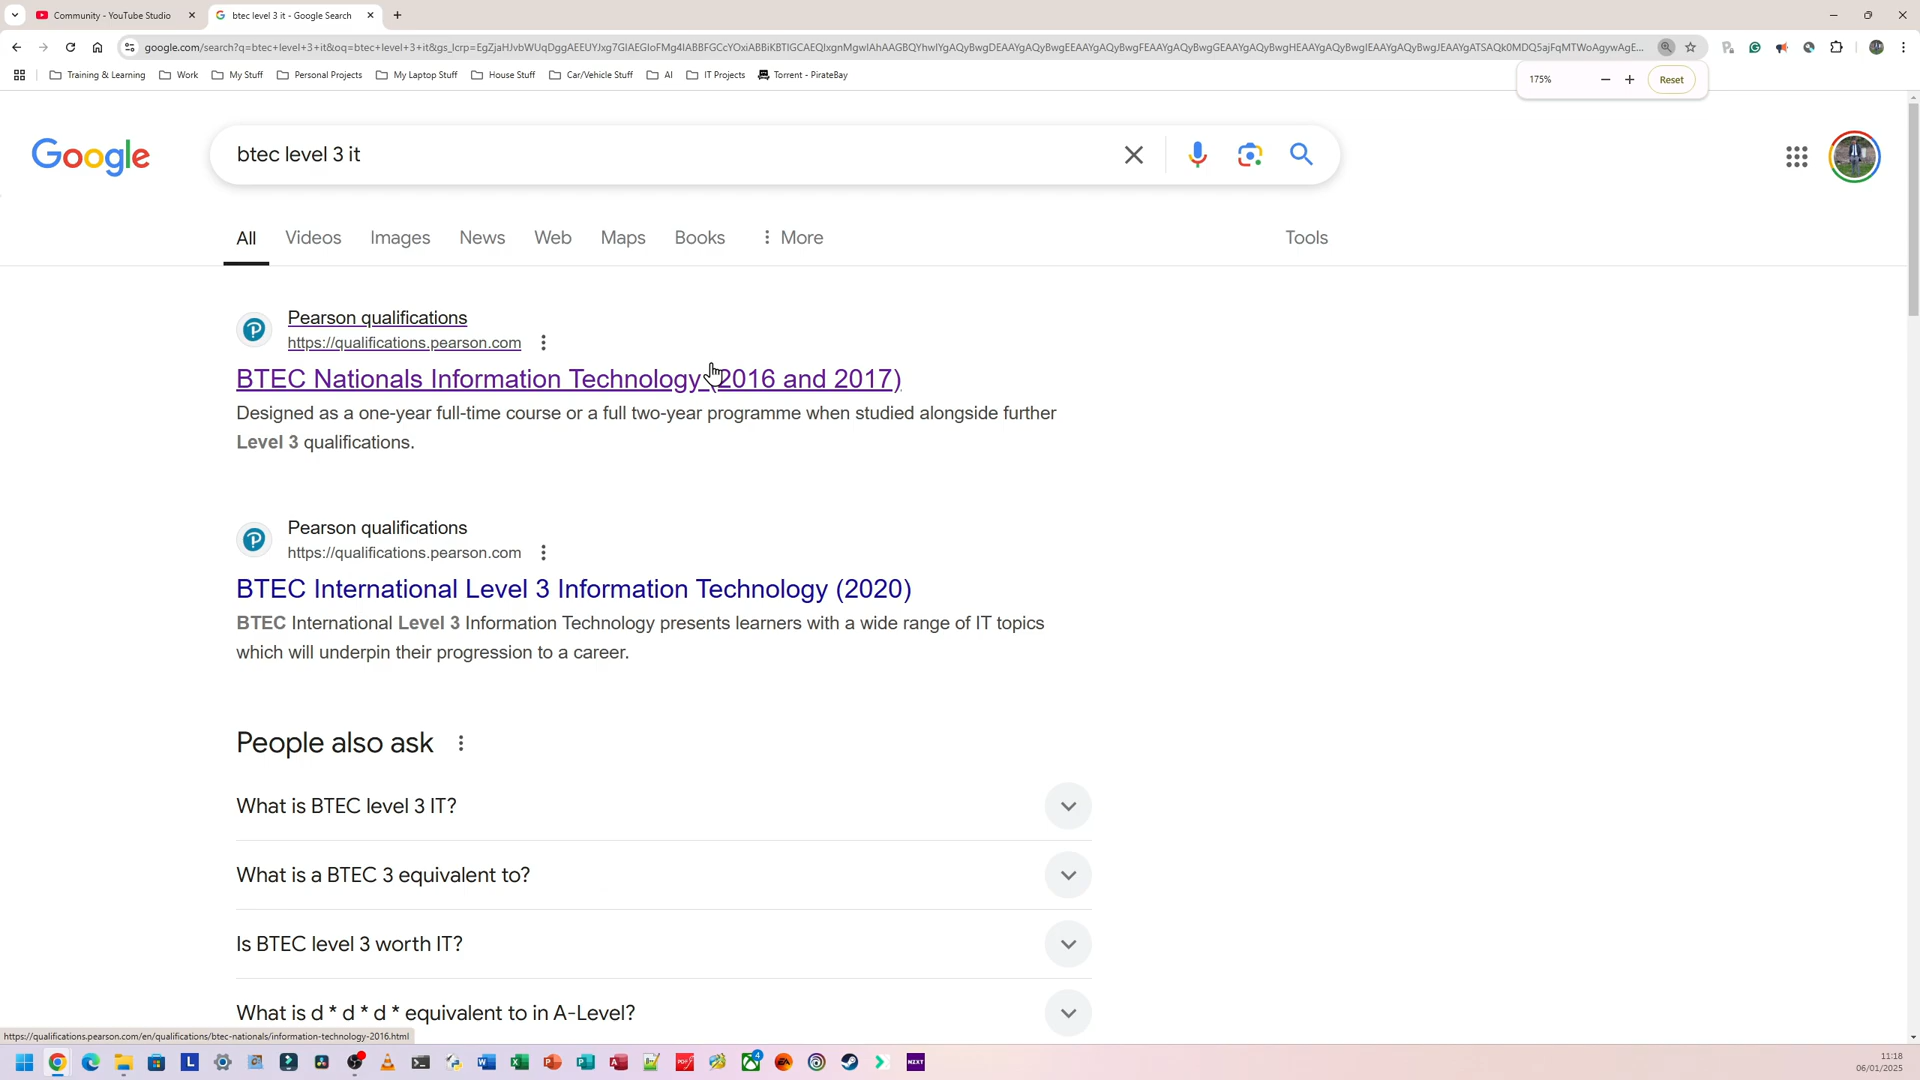 Community - YouTube Studio
btec level 3 it - Google Search
google.com/search?q=btec+level+3+it&oq=btec+level+3+it&gs_lcrp=
175%
Reset
Training & Learning
Work
My Stuff
Personal Projects
My Laptop Stuff
House Stuff
Car/Vehicle Stuff
AI
IT Projects
Torrent - PirateBay
Google
btec level 3 it
All
Videos
Images
News
Web
Maps
Books
More
Tools
Pearson qualifications
https://qualifications.pearson.com
BTEC Nationals Information Technology (2016 and 2017)
Designed as a one-year full-time course or a full two-year programme when studied alongside further
Level 3 qualifications.
Pearson qualifications
https://qualifications.pearson.com
BTEC International Level 3 Information Technology (2020)
BTEC International Level 3 Information Technology presents learners with a wide range of IT topics
which will underpin their progression to a career.
People also ask
What is BTEC level 3 IT?
What is a BTEC 3 equivalent to?
Is BTEC level 3 worth IT?
What is d * d * d * equivalent to in A-Level?
https://qualifications.pearson.com/en/qualifications/btec-nationals/information-technology-2016.html
11:18
06/01/2025